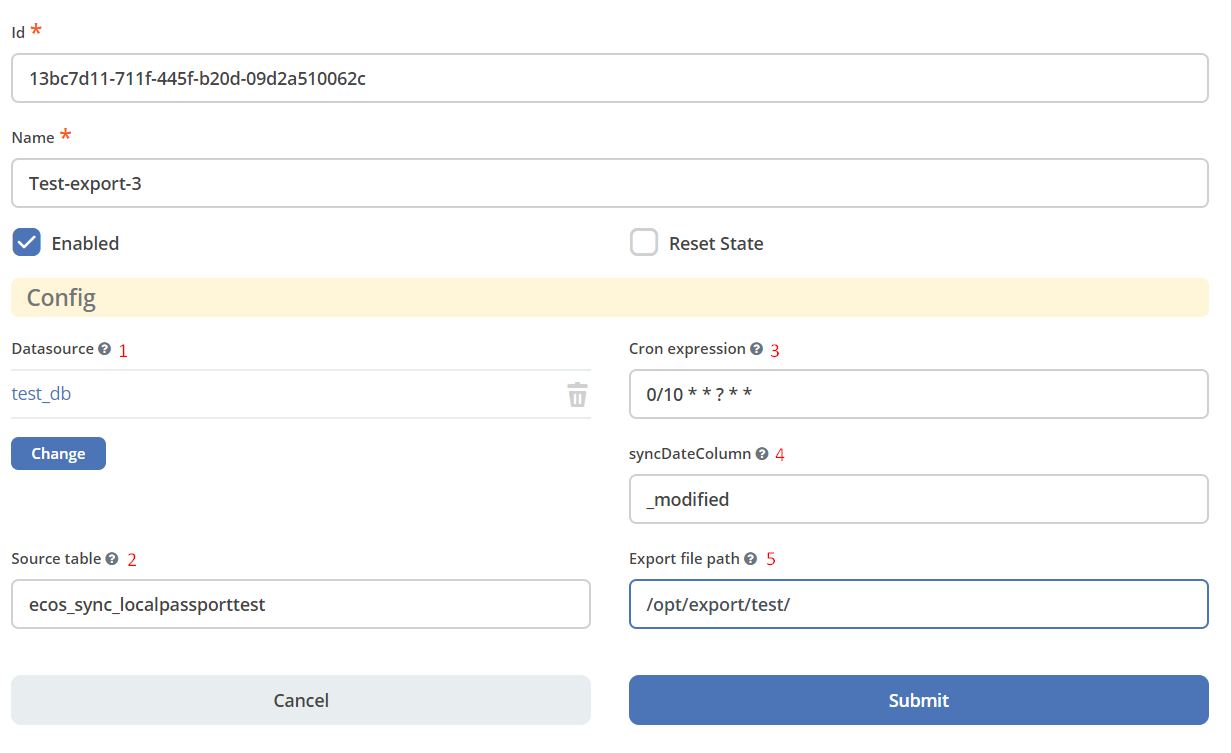 Id *
13bc7d11-711f-445f-b20d-09d2a510062c
Name *
Test-export-3
Enabled
Reset State
Config
Datasource ? 1
test_db
Change
Cron expression ? 3
0/10 * * ? * *
syncDateColumn ? 4
_modified
Source table ? 2
ecos_sync_localpassporttest
Export file path ? 5
/opt/export/test/
Cancel
Submit